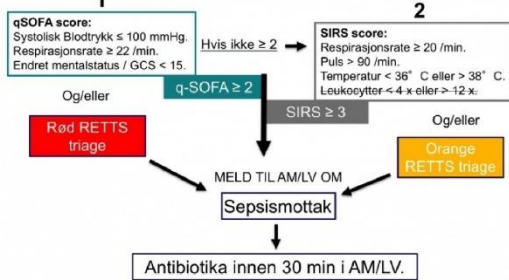 qSOFA score:
Systolisk Blodtrykk ≤ 100 mmHg.
Respirasjonsrate ≥ 22 /min.
Endret mentalstatus / GCS < 15.
Hvis ikke ≥ 2
2
SIRS score:
Respirasjonsrate ≥ 20 /min.
Puls > 90 /min.
Temperatur < 36° C eller > 38° C.
Leukocytter < 4 x eller > 12 x.
q-SOFA ≥ 2
SIRS ≥ 3
Og/eller
Rød RETTS
triage
Og/eller
Orange
RETTS triage
MELD TIL AM/LV OM
Sepsismottak
Antibiotika innen 30 min i AM/LV.